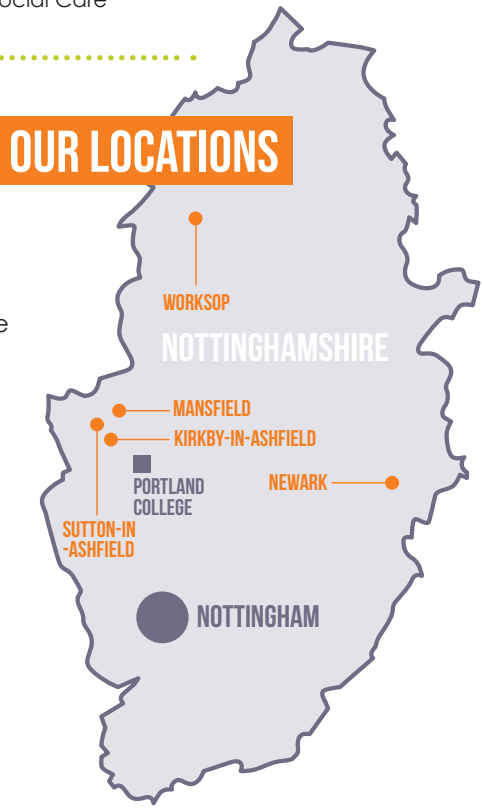 ocial Care
OUR LOCATIONS
WORKSOP
e
NOTTINGHAMSHIRE
MANSFIELD
KIRKBY-IN-ASHFIELD
PORTLAND
COLLEGE
NEWARK
SUTTON-IN
-ASHFIELD
NOTTINGHAM